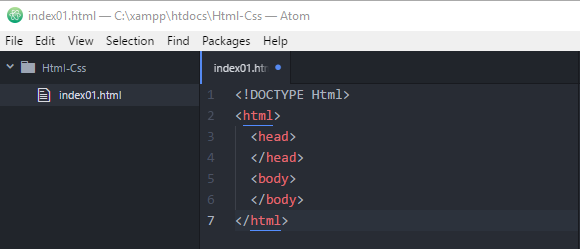 index01.html — C:\xampp\htdocs\Html-Css — Atom
File Edit View Selection Find Packages Help
Html-Css
index01.html
index01.ht
1 <!DOCTYPE Html>
2 <html>
3 <head>
4 </head>
5 <body>
6 </body>
7 </html>